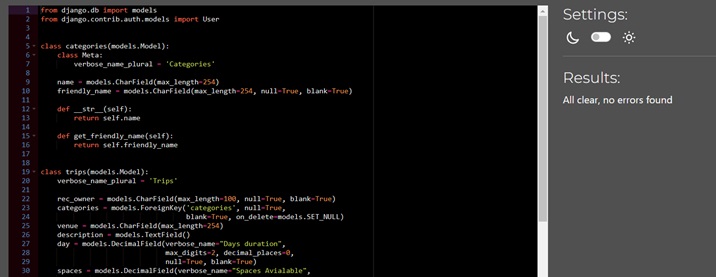 1 from django.db import models
2 from django.contrib.auth.models import User
3
4
5 class categories(models.Model):
6     class Meta:
7         verbose_name_plural = 'Categories'
8
9     name = models.CharField(max_length=254)
10     friendly_name = models.CharField(max_length=254, null=True, blank=True)
11
12     def __str__(self):
13         return self.name
14
15     def get_friendly_name(self):
16         return self.friendly_name
17
18
19 class trips(models.Model):
20     verbose_name_plural = 'Trips'
21
22     rec_owner = models.CharField(max_length=100, null=True, blank=True)
23     categories = models.ForeignKey('categories', null=True,
24                                    blank=True, on_delete=models.SET_NULL)
25     venue = models.CharField(max_length=254)
26     description = models.TextField()
27     day = models.DecimalField(verbose_name="Days duration",
28                               max_digits=2, decimal_places=0,
29                               null=True, blank=True)
30     spaces = models.DecimalField(verbose_name="Spaces Avialable",
Settings:
Results:
All clear, no errors found